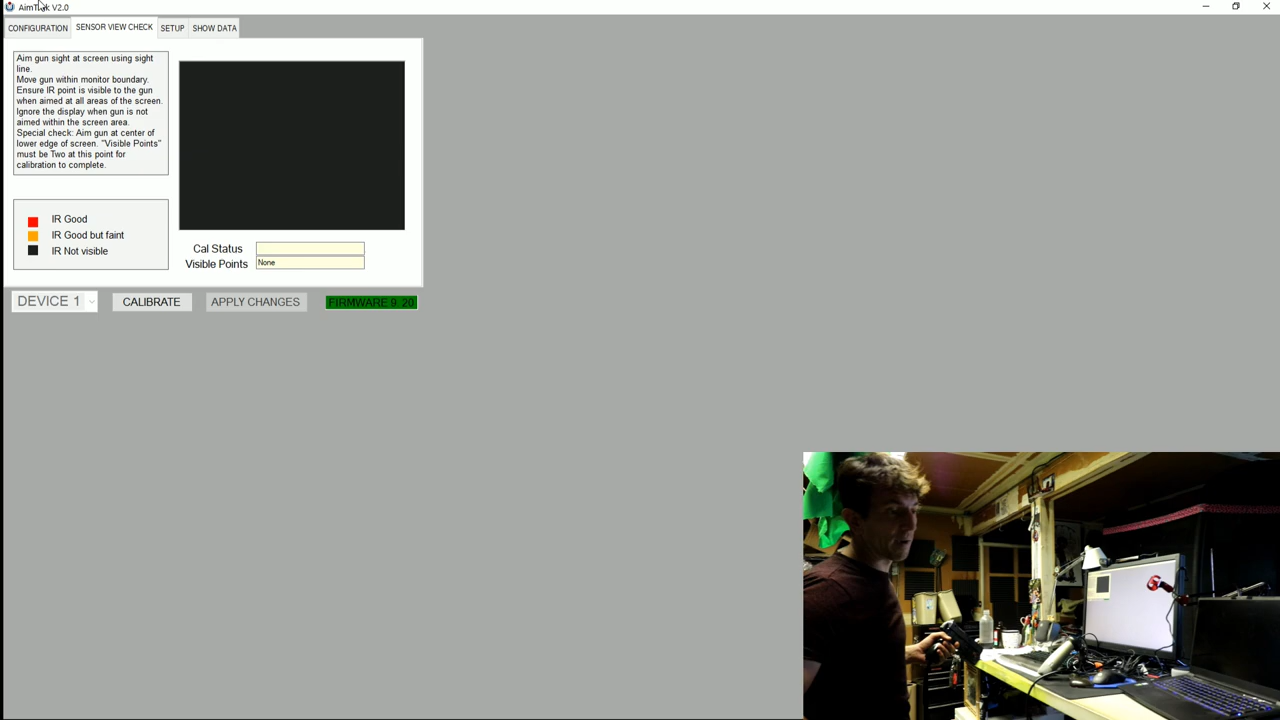 AimTrak V2.0
CONFIGURATION SENSOR VIEW CHECK SETUP SHOW DATA
Aim gun sight at screen using sight
line.
Move gun within monitor boundary.
Ensure IR point is visible to the gun
when aimed at all areas of the screen.
Ignore the display when gun is not
aimed within the screen area.
Special check: Aim gun at center of
lower edge of screen. "Visible Points"
must be Two at this point for
calibration to complete.
IR Good
IR Good but faint
IR Not visible
Cal Status
Visible Points None
DEVICE 1 CALIBRATE APPLY CHANGES FIRMWARE 9. 20